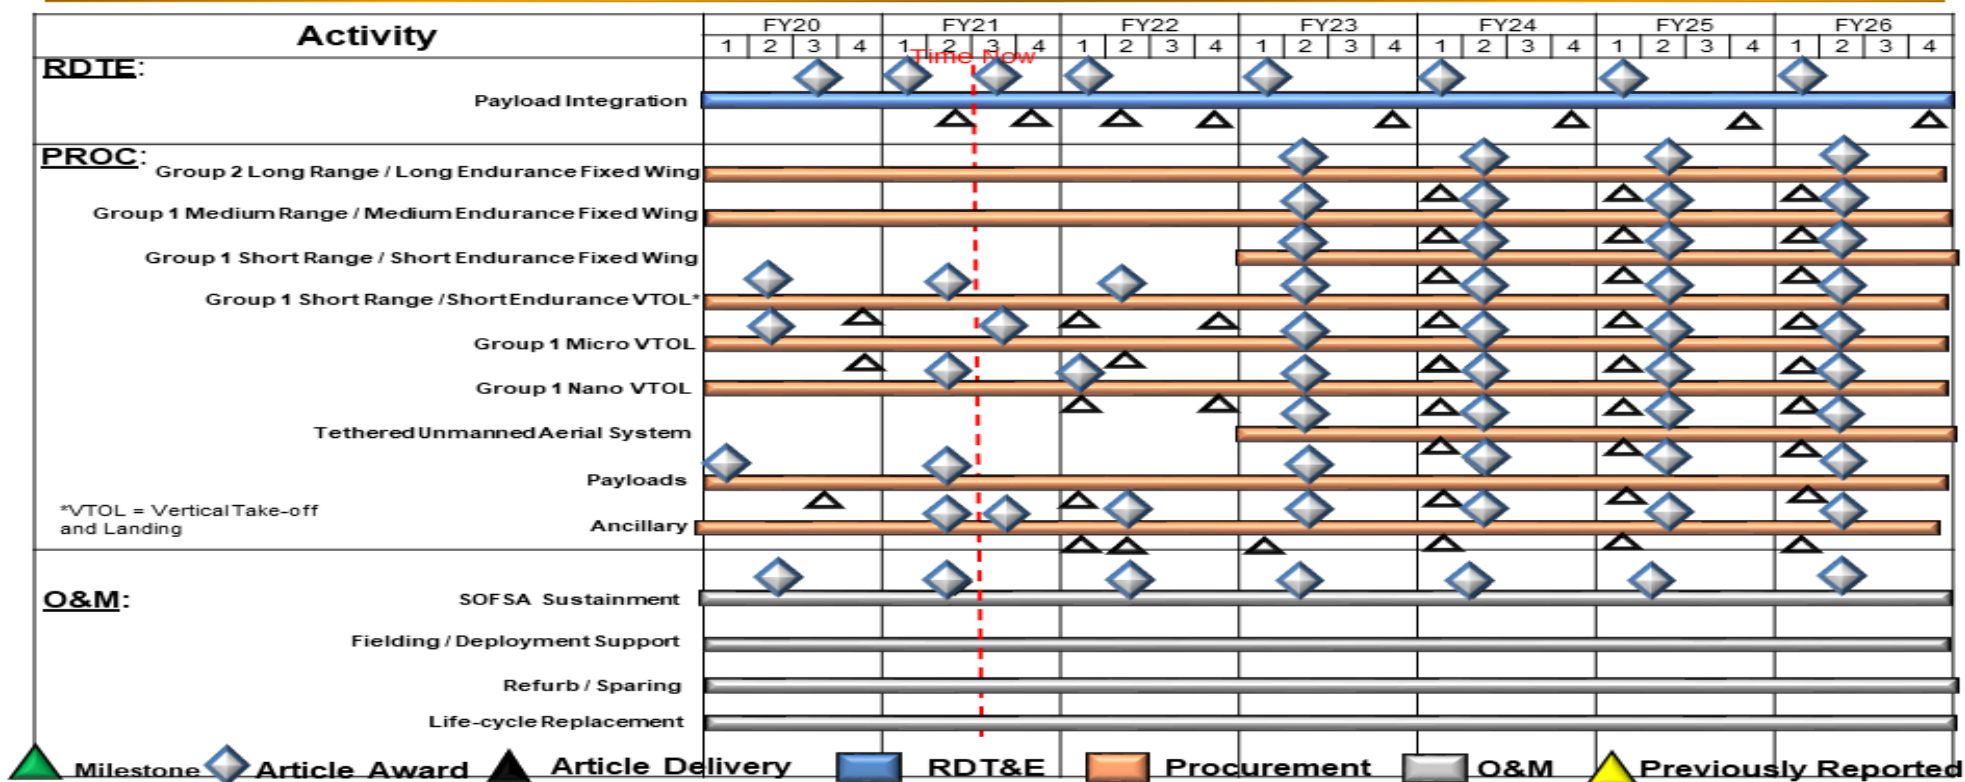 Activity
FY20 FY21 FY22 FY23 FY24 FY25 FY26
1 2 3 4 1 2 3 4 1 2 3 4 1 2 3 4 1 2 3 4 1 2 3 4 1 2 3 4
Time Now
RDTE:
Payload Integration
PROC:
Group 2 Long Range / Long Endurance Fixed Wing
Group 1 Medium Range / Medium Endurance Fixed Wing
Group 1 Short Range / Short Endurance Fixed Wing
Group 1 Short Range / Short Endurance VTOL*
Group 1 Micro VTOL
Group 1 Nano VTOL
Tethered Unmanned Aerial System
Payloads
*VTOL = Vertical Take-off
and Landing
Ancillary
O&M:
SOFSA Sustainment
Fielding / Deployment Support
Refurb / Sparing
Life-cycle Replacement
Milestone Article Award Article Delivery RDT&E Procurement O&M Previously Reported